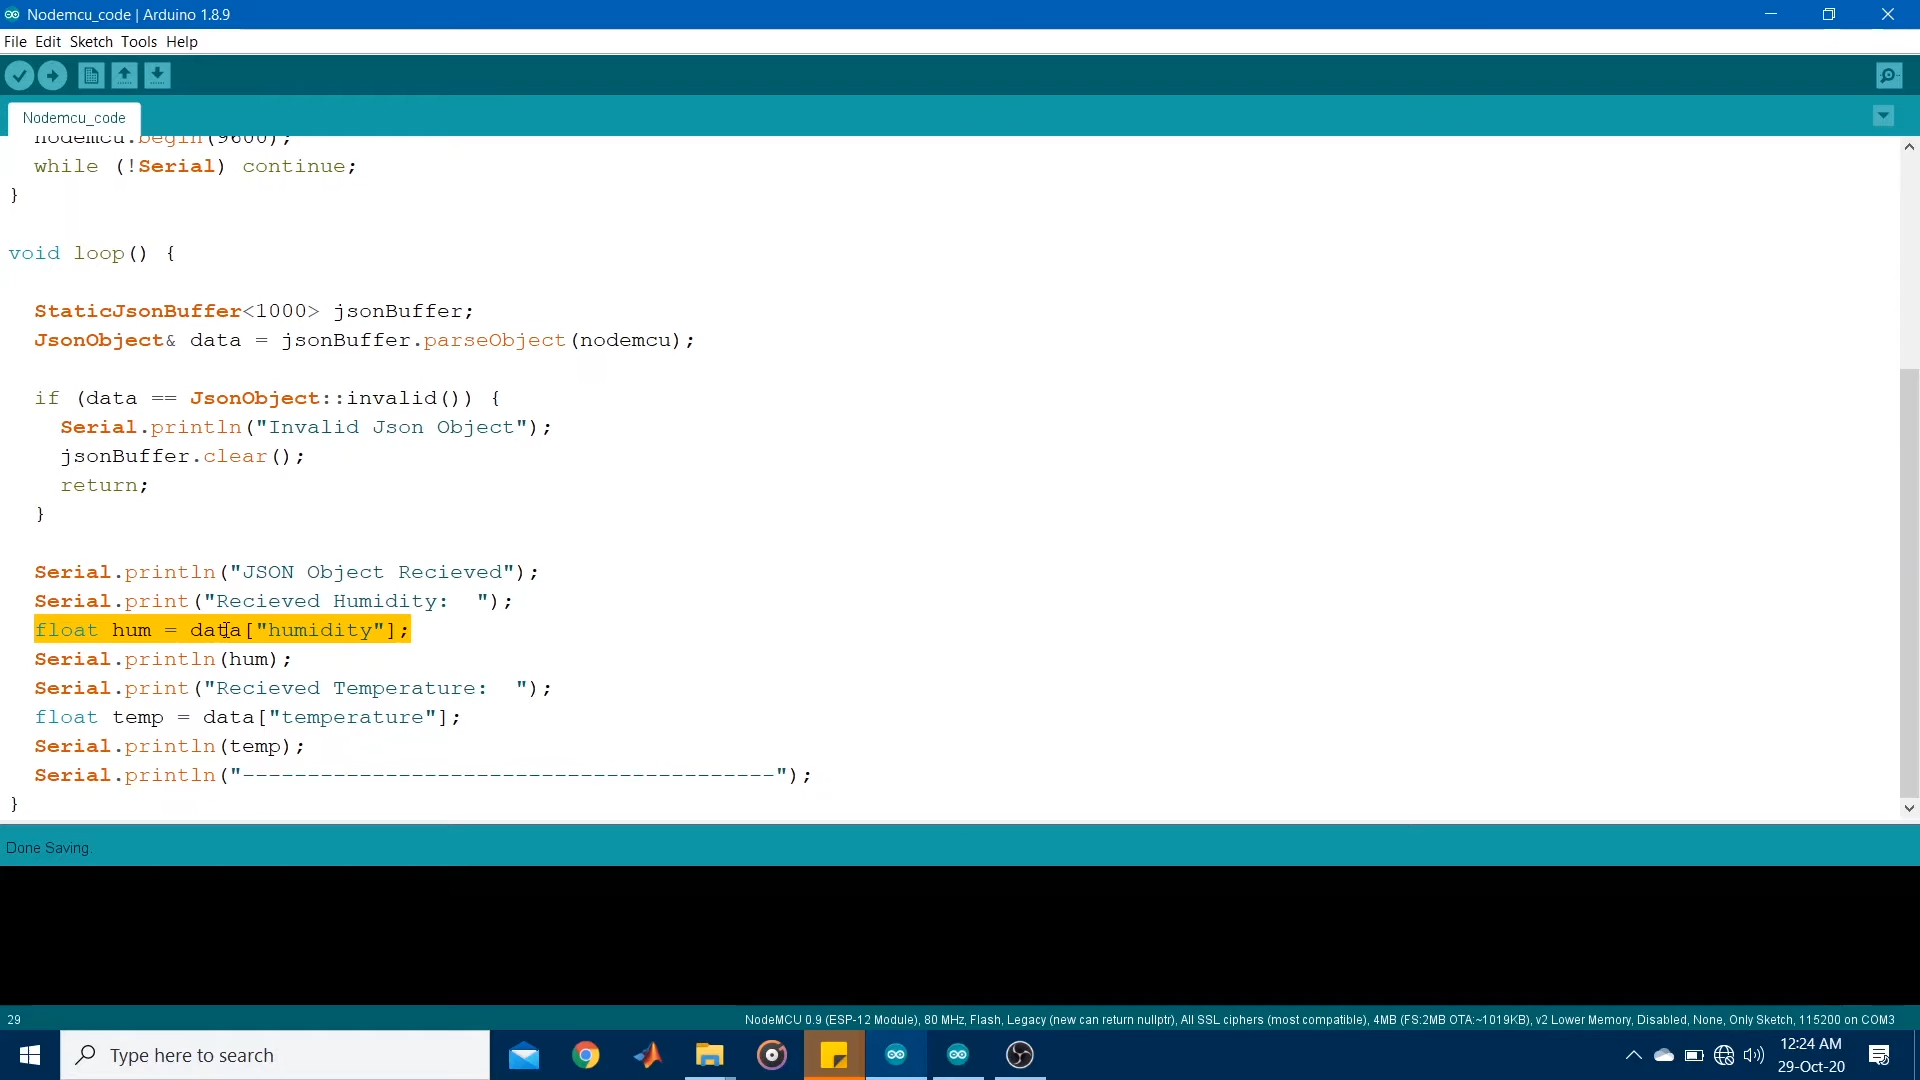 Nodemcu_code | Arduino 1.8.9
File Edit Sketch Tools Help
Nodemcu_code
nodemcu.begin(9600);
while (!Serial) continue;
}
void loop() {
StaticJsonBuffer<1000> jsonBuffer;
JsonObject& data = jsonBuffer.parseObject(nodemcu);
if (data == JsonObject::invalid()) {
Serial.println("Invalid Json Object");
jsonBuffer.clear();
return;
}
Serial.println("JSON Object Recieved");
Serial.print("Recieved Humidity:  ");
float hum = data["humidity"];
Serial.println(hum);
Serial.print("Recieved Temperature:  ");
float temp = data["temperature"];
Serial.println(temp);
Serial.println("-----------------------------------------");
}
Done Saving.
29
NodeMCU 0.9 (ESP-12 Module), 80 MHz, Flash, Legacy (new can return nullptr), All SSL ciphers (most compatible), 4MB (FS:2MB OTA:~1019KB), v2 Lower Memory, Disabled, None, Only Sketch, 115200 on COM3
Type here to search
12:24 AM
29-Oct-20